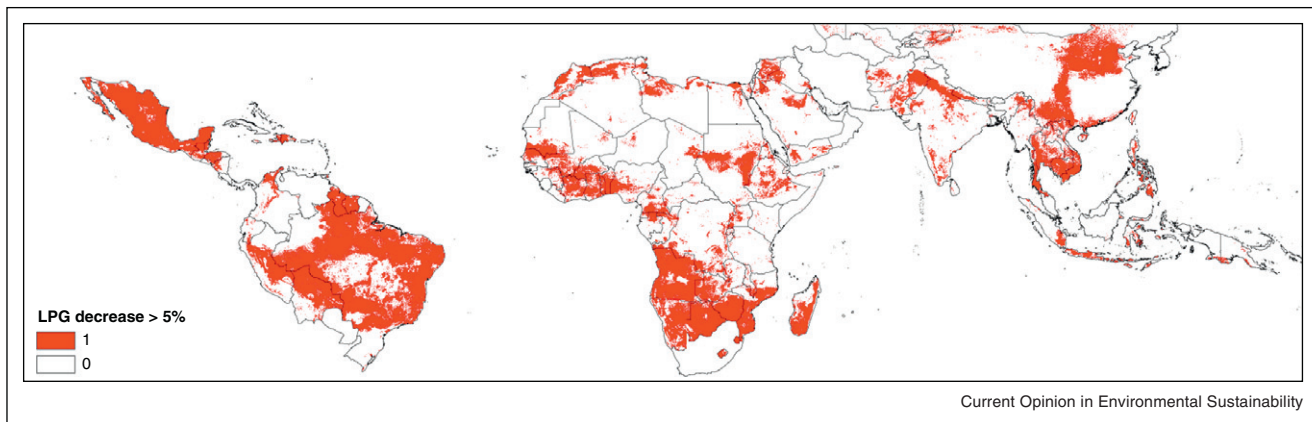 LPG decrease > 5%
1
0
Current Opinion in Environmental Sustainability